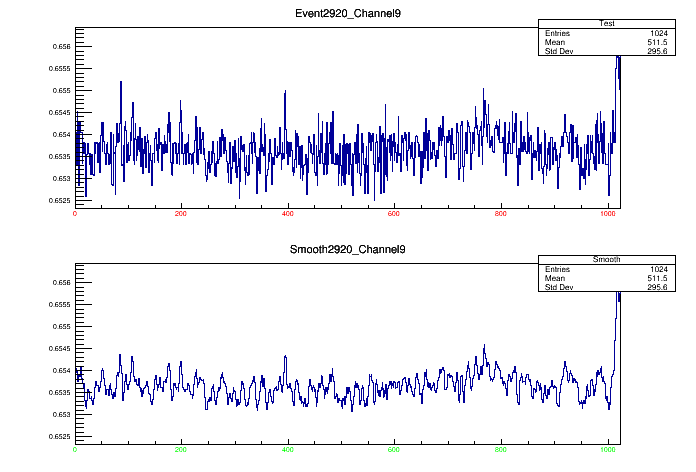 Event2920_Channel9
Test
Entries 1024
Mean 511.5
Std Dev 295.6
0.656
0.6555
0.655
0.6545
0.654
0.6535
0.653
0.6525
0 200 400 600 800 1000
Smooth2920_Channel9
Smooth
Entries 1024
Mean 511.5
Std Dev 295.6
0.656
0.6555
0.655
0.6545
0.654
0.6535
0.653
0.6525
0 200 400 600 800 1000